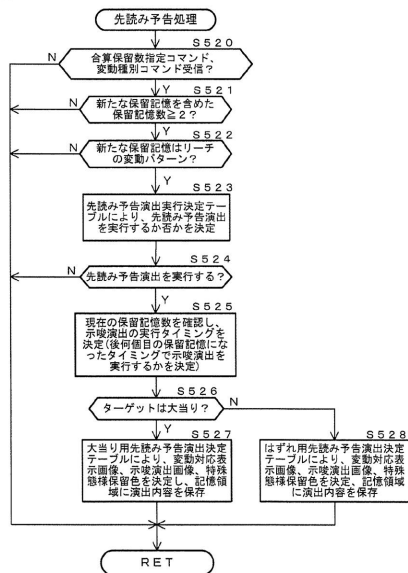 先読み予告処理
S520
合算保留数指定コマンド、
変動種別コマンド受信？
N
Y
S521
新たな保留記憶を含めた
保留記憶数≧2？
N
Y
S522
新たな保留記憶はリーチ
の変動パターン？
N
Y
S523
先読み予告演出実行決定テー
ブルにより、先読み予告演出
を実行するか否かを決定
S524
先読み予告演出を実行する？
N
Y
S525
現在の保留記憶数を確認し、
示唆演出の実行タイミングを
決定(後何個目の保留記憶にな
ったタイミングで示唆演出を
実行するかを決定)
S526
ターゲットは大当り？
N
Y
S527
大当り用先読み予告演出決定
テーブルにより、変動対応表
示画像、示唆演出画像、特殊
態様保留色を決定し、記憶領
域に演出内容を保存
S528
はずれ用先読み予告演出決定
テーブルにより、変動対応表
示画像、示唆演出画像、特殊
態様保留色を決定、記憶領域
に演出内容を保存
RET